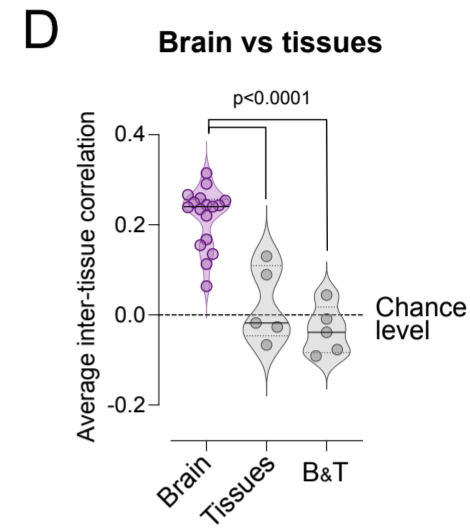 D
Brain vs tissues
p<0.0001
Average inter-tissue correlation
0.4
0.2
0.0
-0.2
Chance
level
Brain
Tissues
B&T